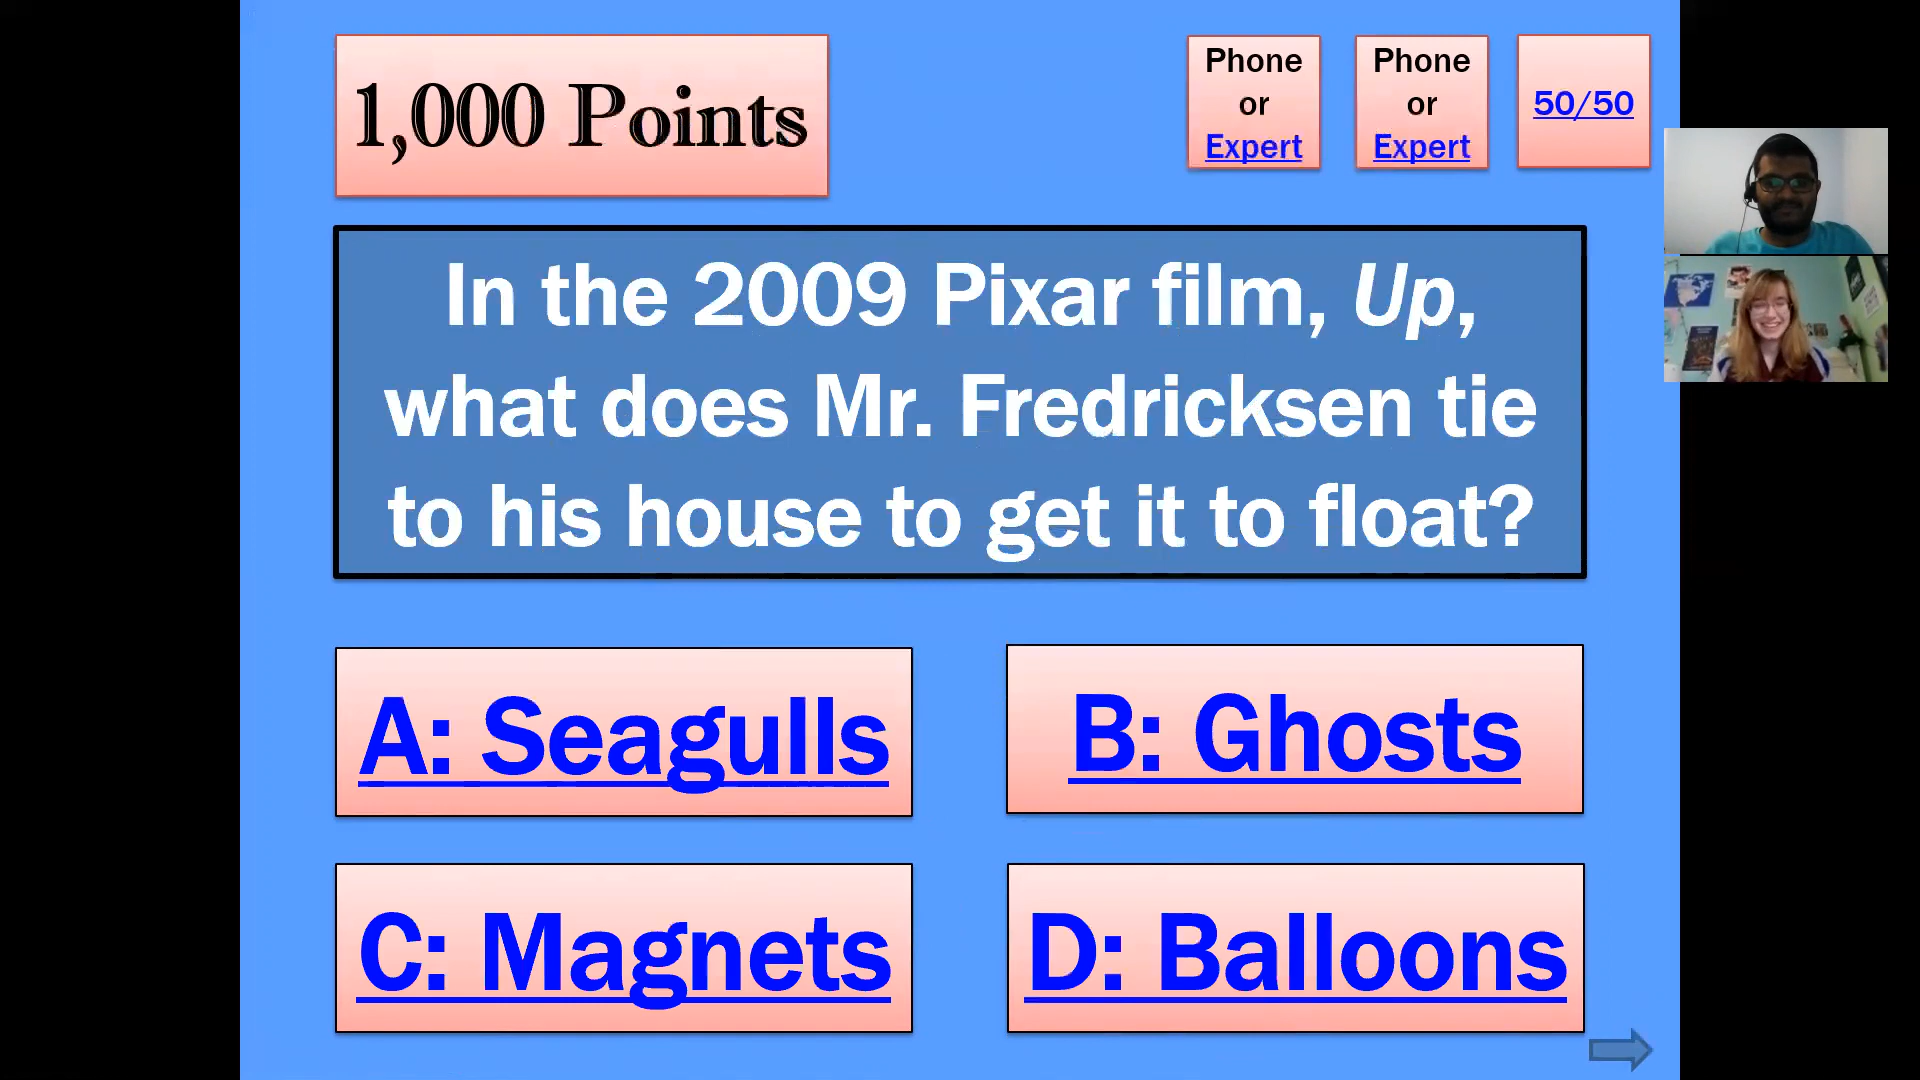 1,000 Points
Phone
or
Expert
Phone
or
Expert
50/50
In the 2009 Pixar film, Up,
what does Mr. Fredricksen tie
to his house to get it to float?
A: Seagulls
B: Ghosts
C: Magnets
D: Balloons